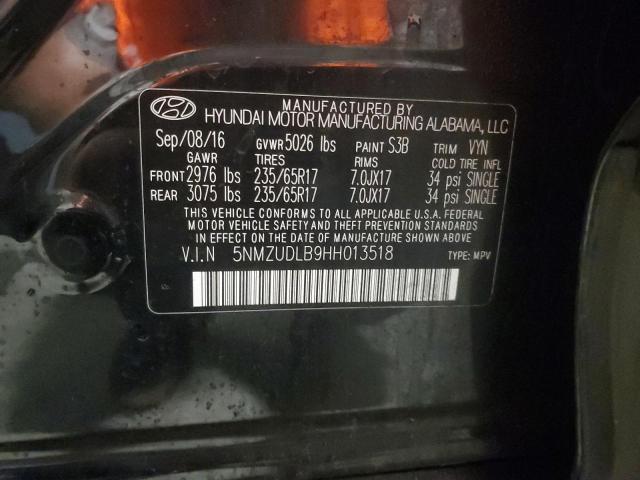 MANUFACTURED BY
HYUNDAI MOTOR MANUFACTURING ALABAMA, LLC
Sep/08/16 GVWR 5026 lbs PAINT S3B TRIM VYN
GAWR TIRES RIMS COLD TIRE INFL
FRONT 2976 lbs 235/65R17 7.0JX17 34 psi SINGLE
REAR 3075 lbs 235/65R17 7.0JX17 34 psi SINGLE
THIS VEHICLE CONFORMS TO ALL APPLICABLE U.S.A. FEDERAL
MOTOR VEHICLE SAFETY AND THEFT PREVENTION STANDARDS
IN EFFECT ON THE DATE OF MANUFACTURE SHOWN ABOVE.
V.I.N 5NMZUDLB9HH013518 TYPE: MPV